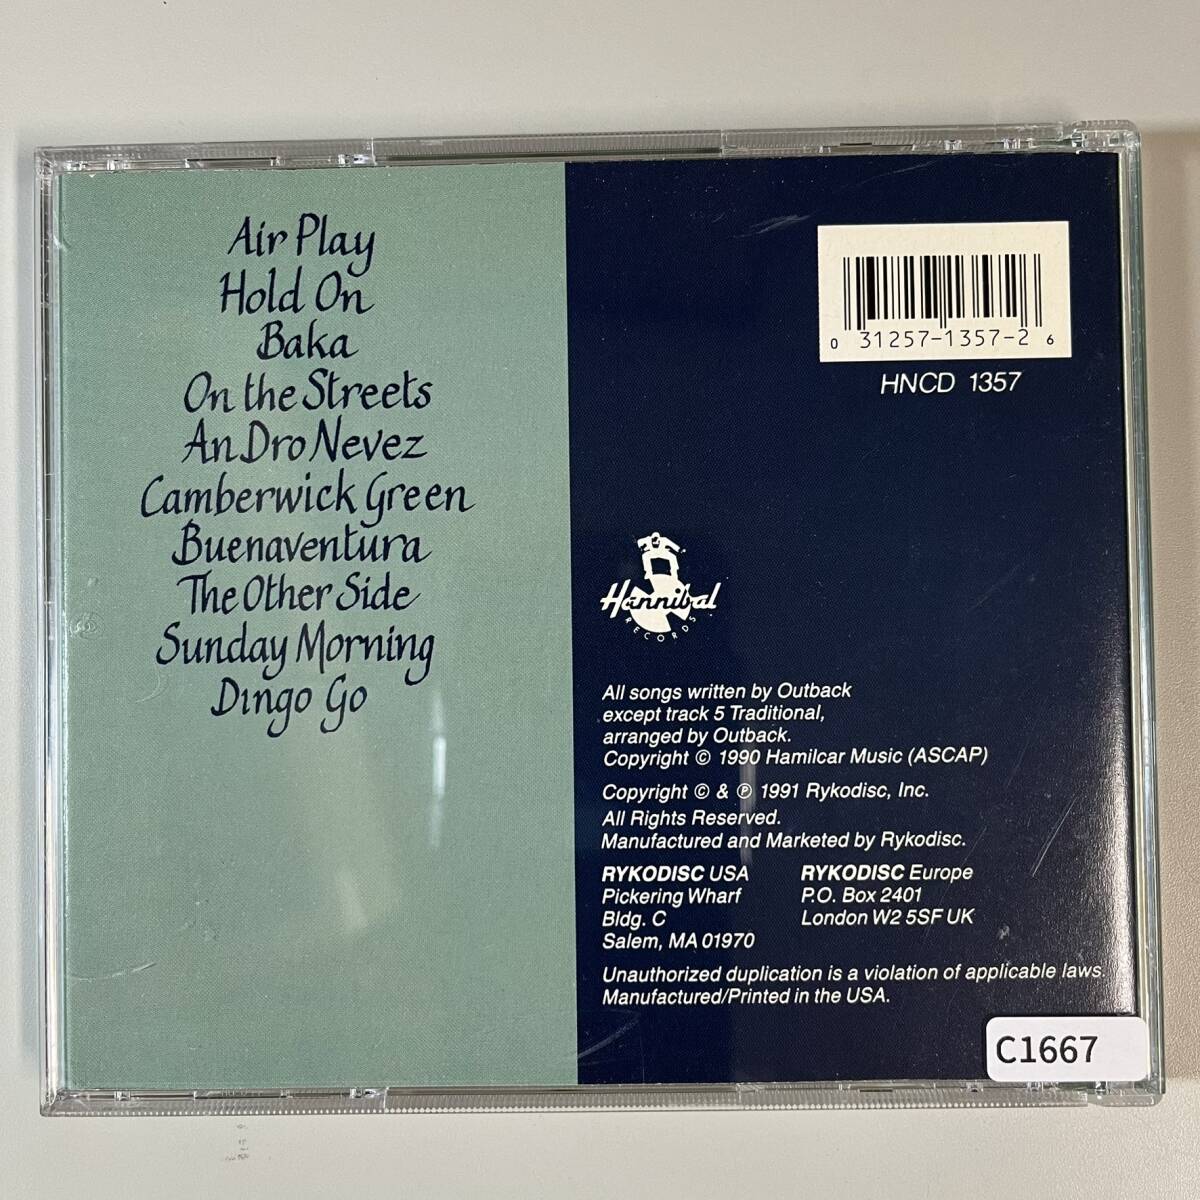 Air Play
Hold On
Baka
On the Streets
An Dro Nevez
Camberwick Green
Buenaventura
The Other Side
Sunday Morning
Dingo Go
0 31257-1357-2 6
HNCD 1357
Hannibal
RECORDS
All songs written by Outback
except track 5 Traditional,
arranged by Outback.
Copyright © 1990 Hamilcar Music (ASCAP)
Copyright © & ℗ 1991 Rykodisc, Inc.
All Rights Reserved.
Manufactured and Marketed by Rykodisc.
RYKODISC USA
Pickering Wharf
Bldg. C
Salem, MA 01970
RYKODISC Europe
P.O. Box 2401
London W2 5SF UK
Unauthorized duplication is a violation of applicable laws.
Manufactured/Printed in the USA.
C1667